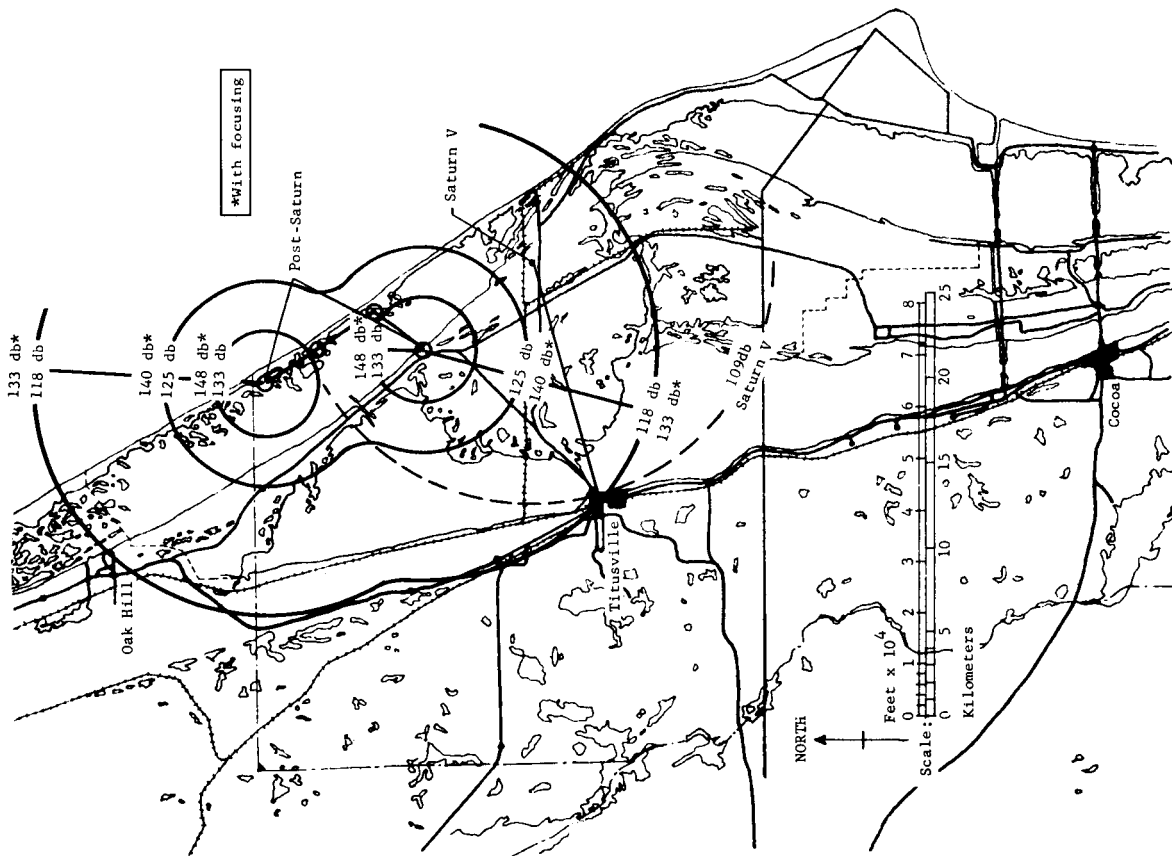 *With focusing
Post-Saturn
Saturn V
133 db*
118 db
140 db*
125 db
148 db*
133 db
148 db*
133 db
125 db
140 db*
118 db
133 db*
109db
Saturn V
Oak Hill
Titusville
Cocoa
NORTH
Feet x 10⁴
0 1 2 3 4 5 6 7 8
Scale:
0 5 10 15 20 25
Kilometers